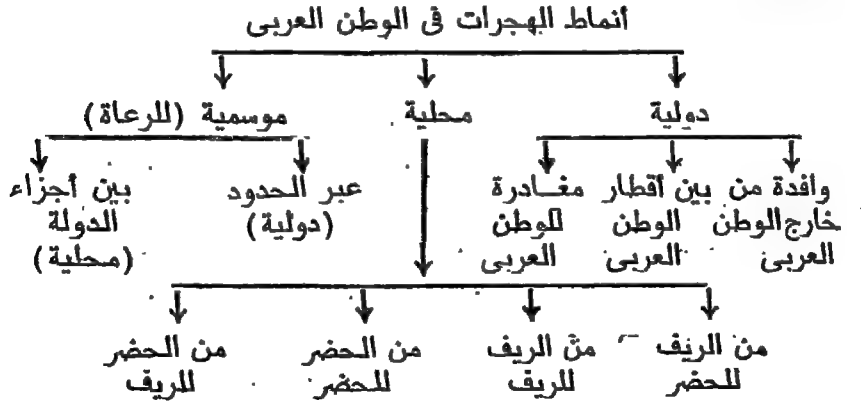 أنماط الهجرات فى الوطن العربى
دولية محلية موسمية (للرعاة)
وافدة من خارج الوطن العربى
بين أقطار الوطن العربى
مغادرة للوطن العربى
عبر الحدود (دولية)
بين أجزاء الدولة (محلية)
من الريف للحضر
من الريف للريف
من الحضر للحضر
من الحضر للريف